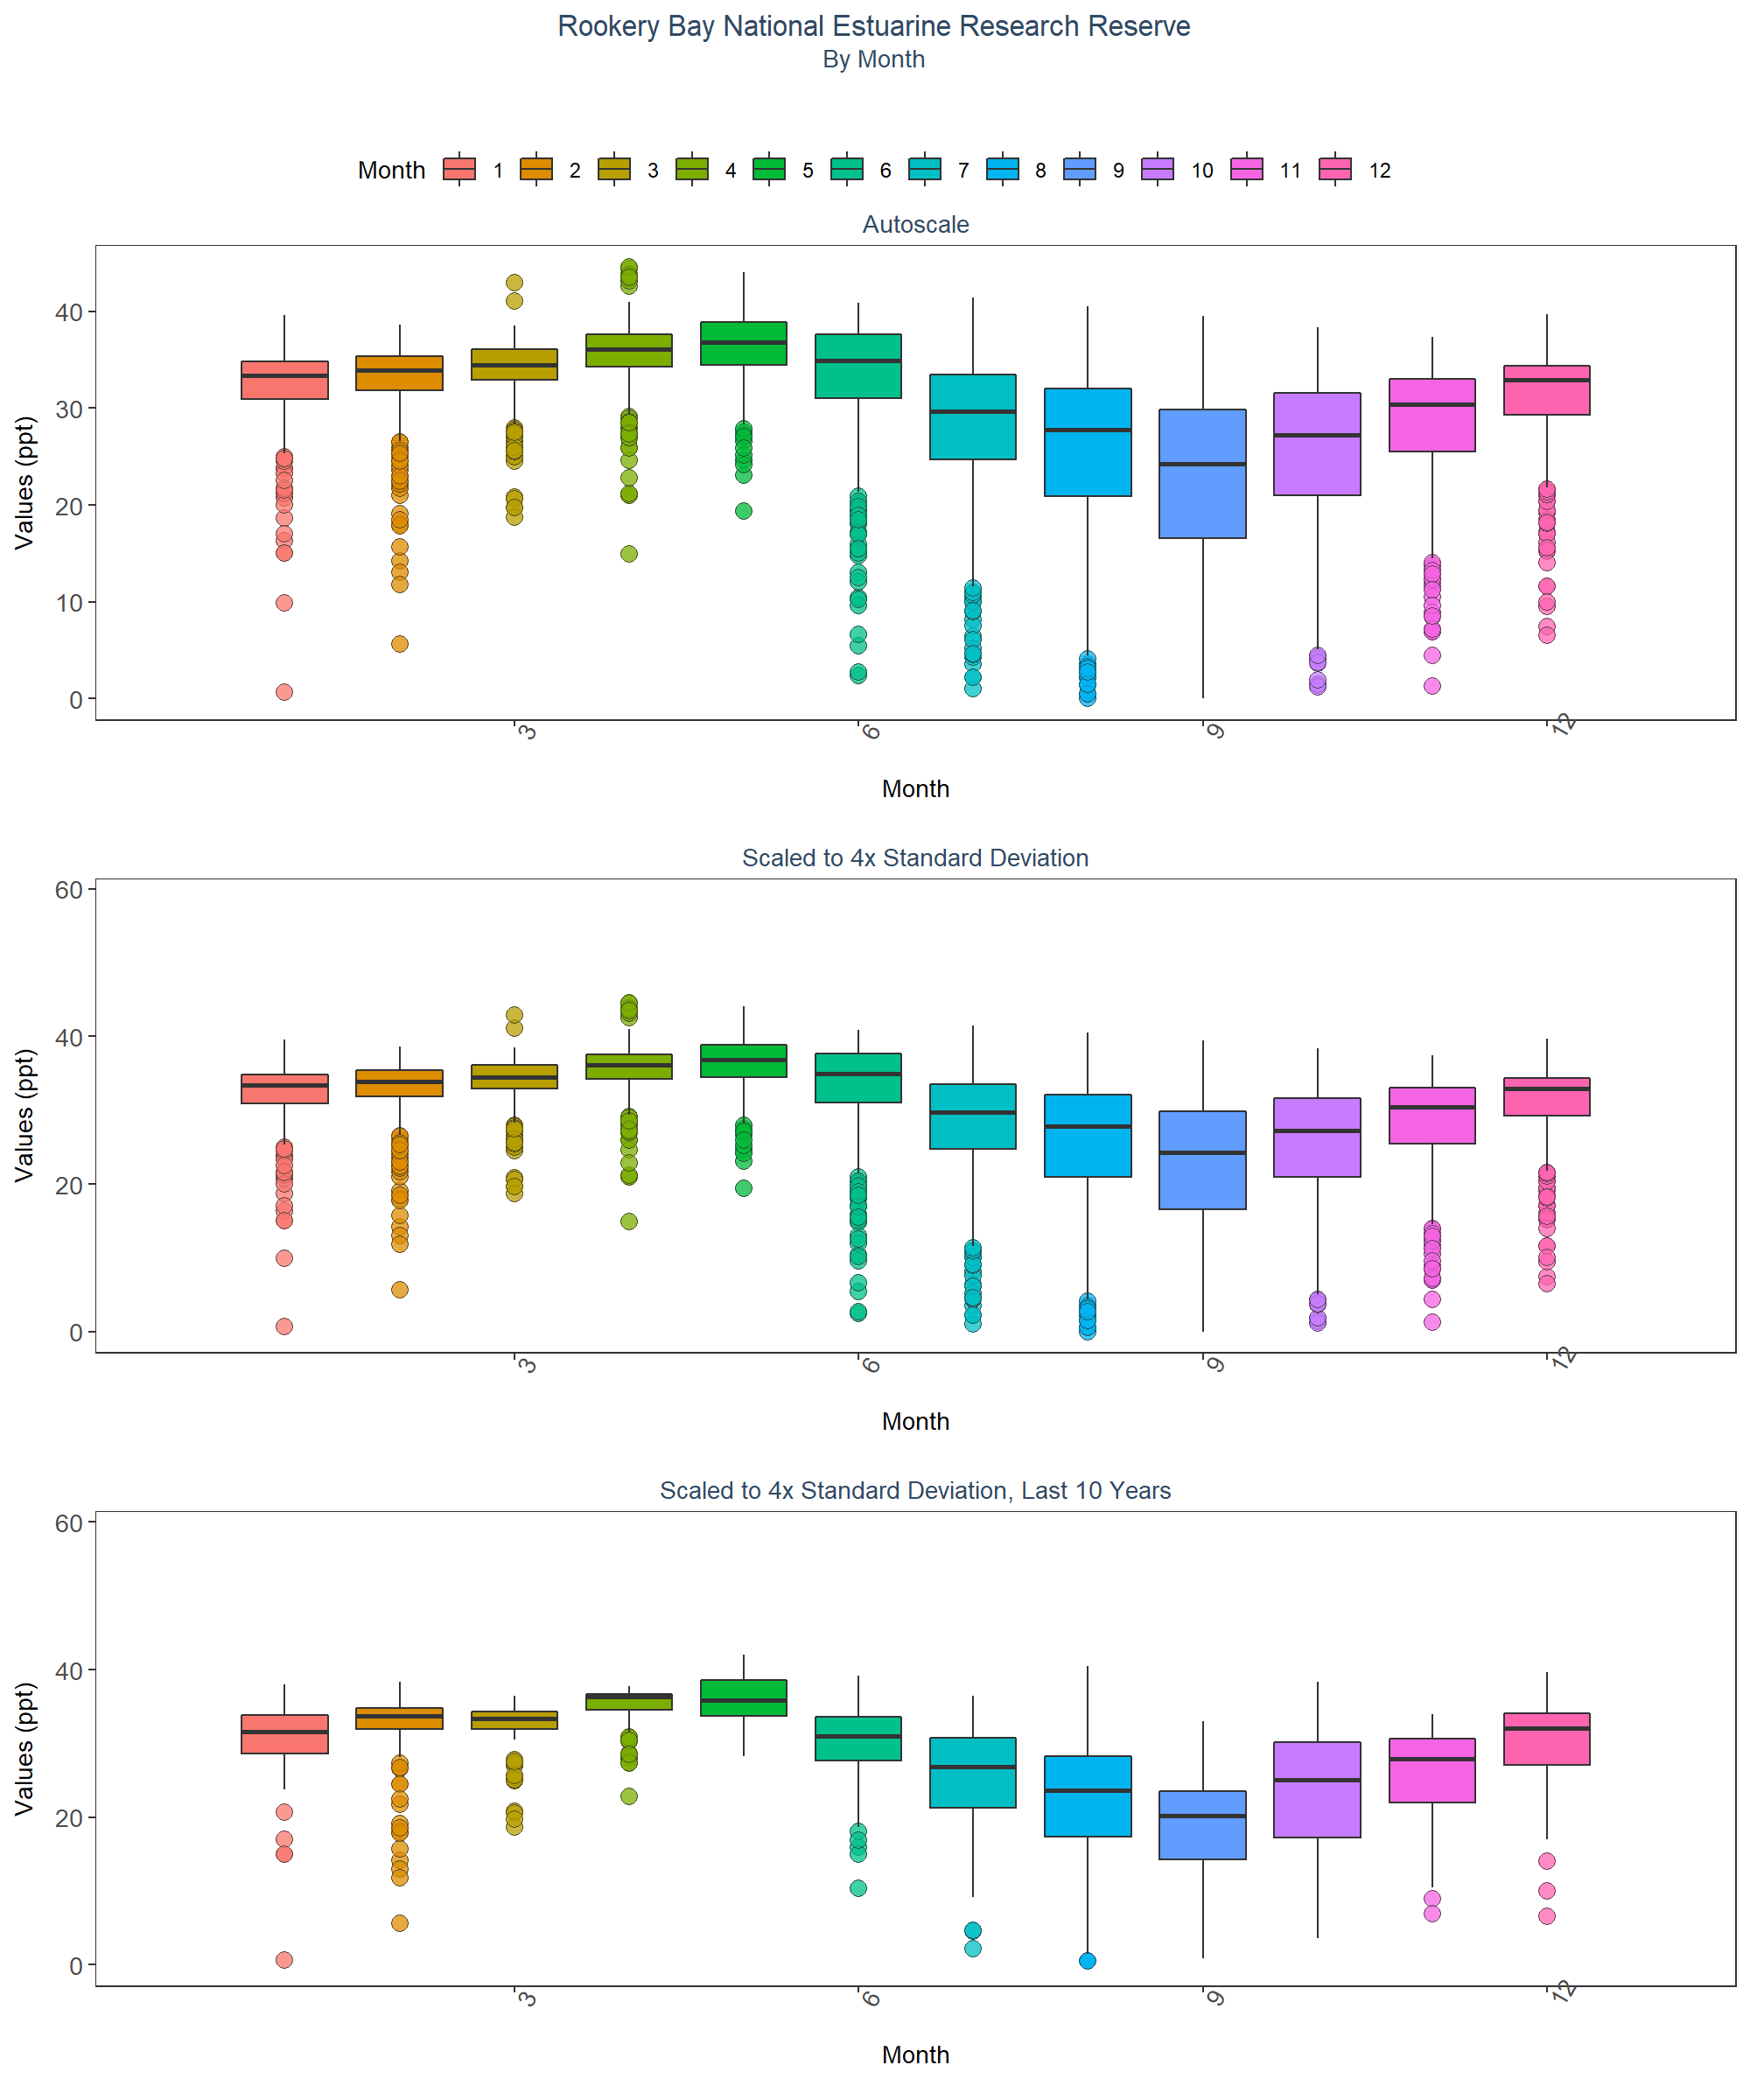 Rookery Bay National Estuarine Research Reserve
By Month
Month 1 2 3 4 5 6 7 8 9 10 11 12
Autoscale
Values (ppt)
40
30
20
10
0
3 6 9 12
Month
Scaled to 4x Standard Deviation
Values (ppt)
60
40
20
0
3 6 9 12
Month
Scaled to 4x Standard Deviation, Last 10 Years
Values (ppt)
60
40
20
0
3 6 9 12
Month